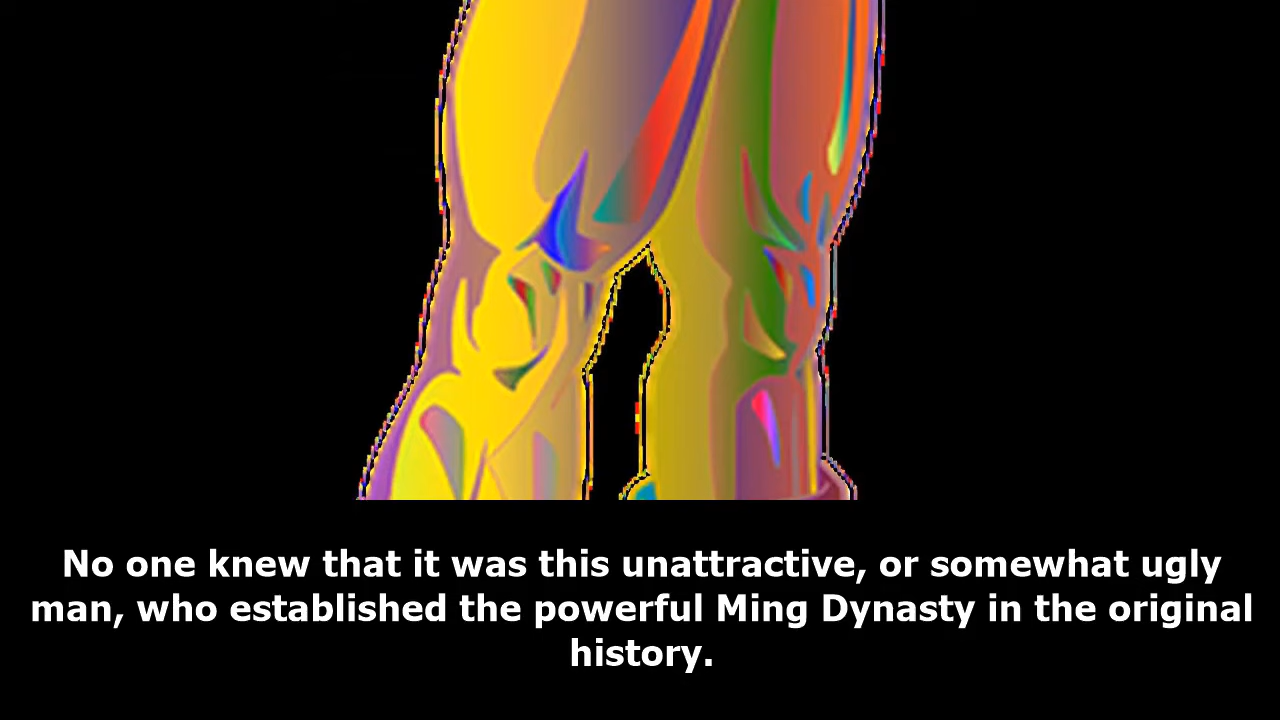 No one knew that it was this unattractive, or somewhat ugly
man, who established the powerful Ming Dynasty in the original
history.